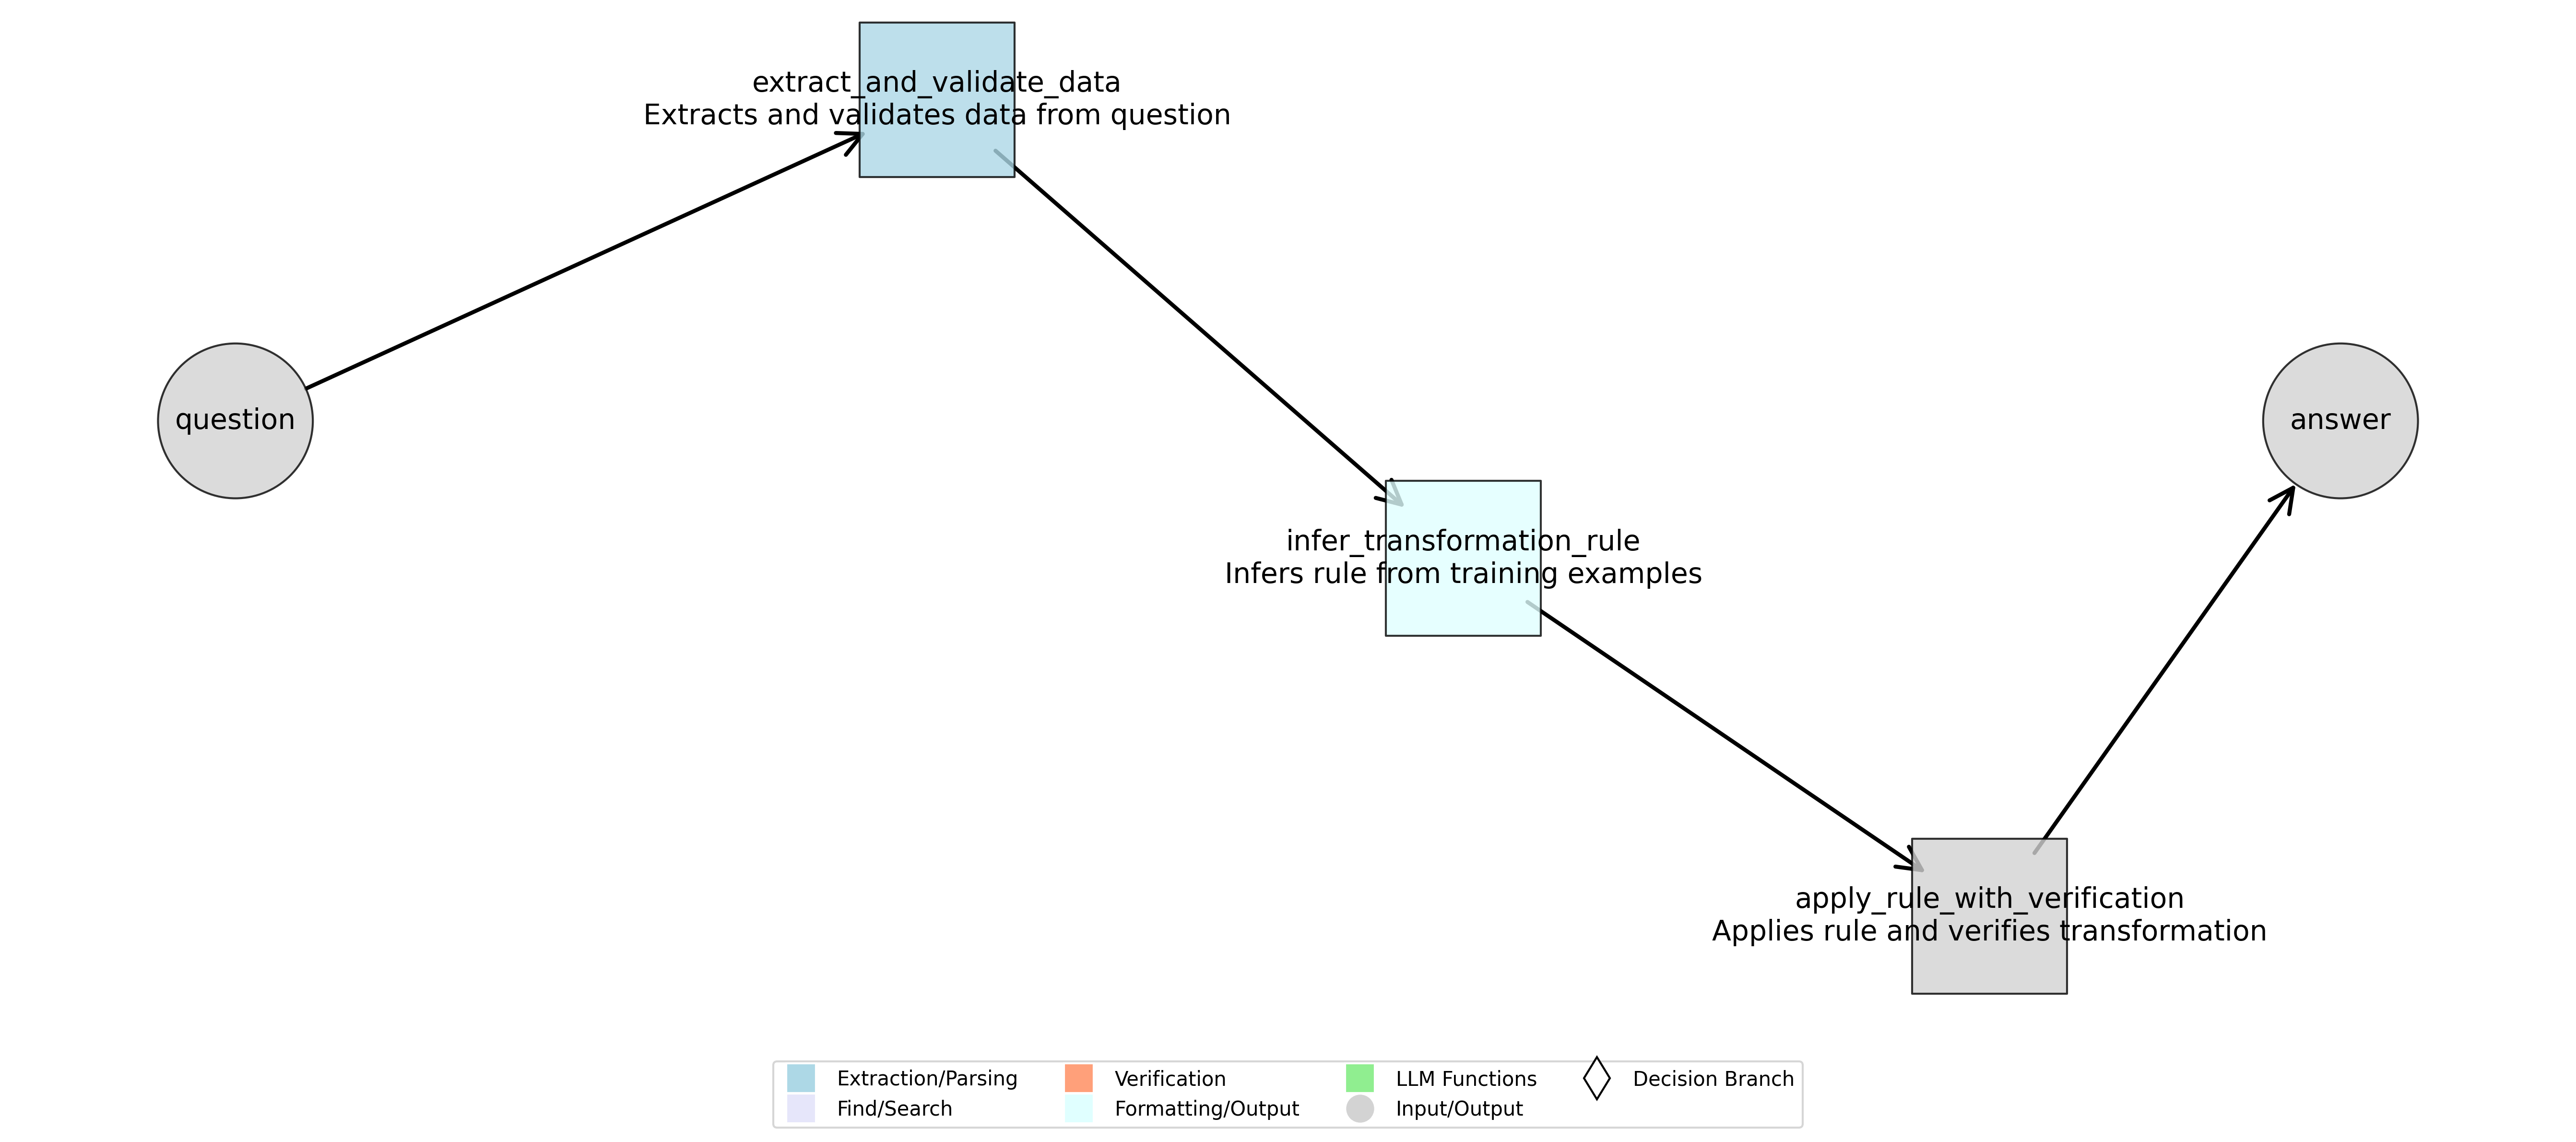 extract_and_validate_data
Extracts and validates data from question
question
answer
infer_transformation_rule
Infers rule from training examples
apply_rule_with_verification
Applies rule and verifies transformation
Extraction/Parsing
Find/Search
Verification
Formatting/Output
LLM Functions
Input/Output
Decision Branch